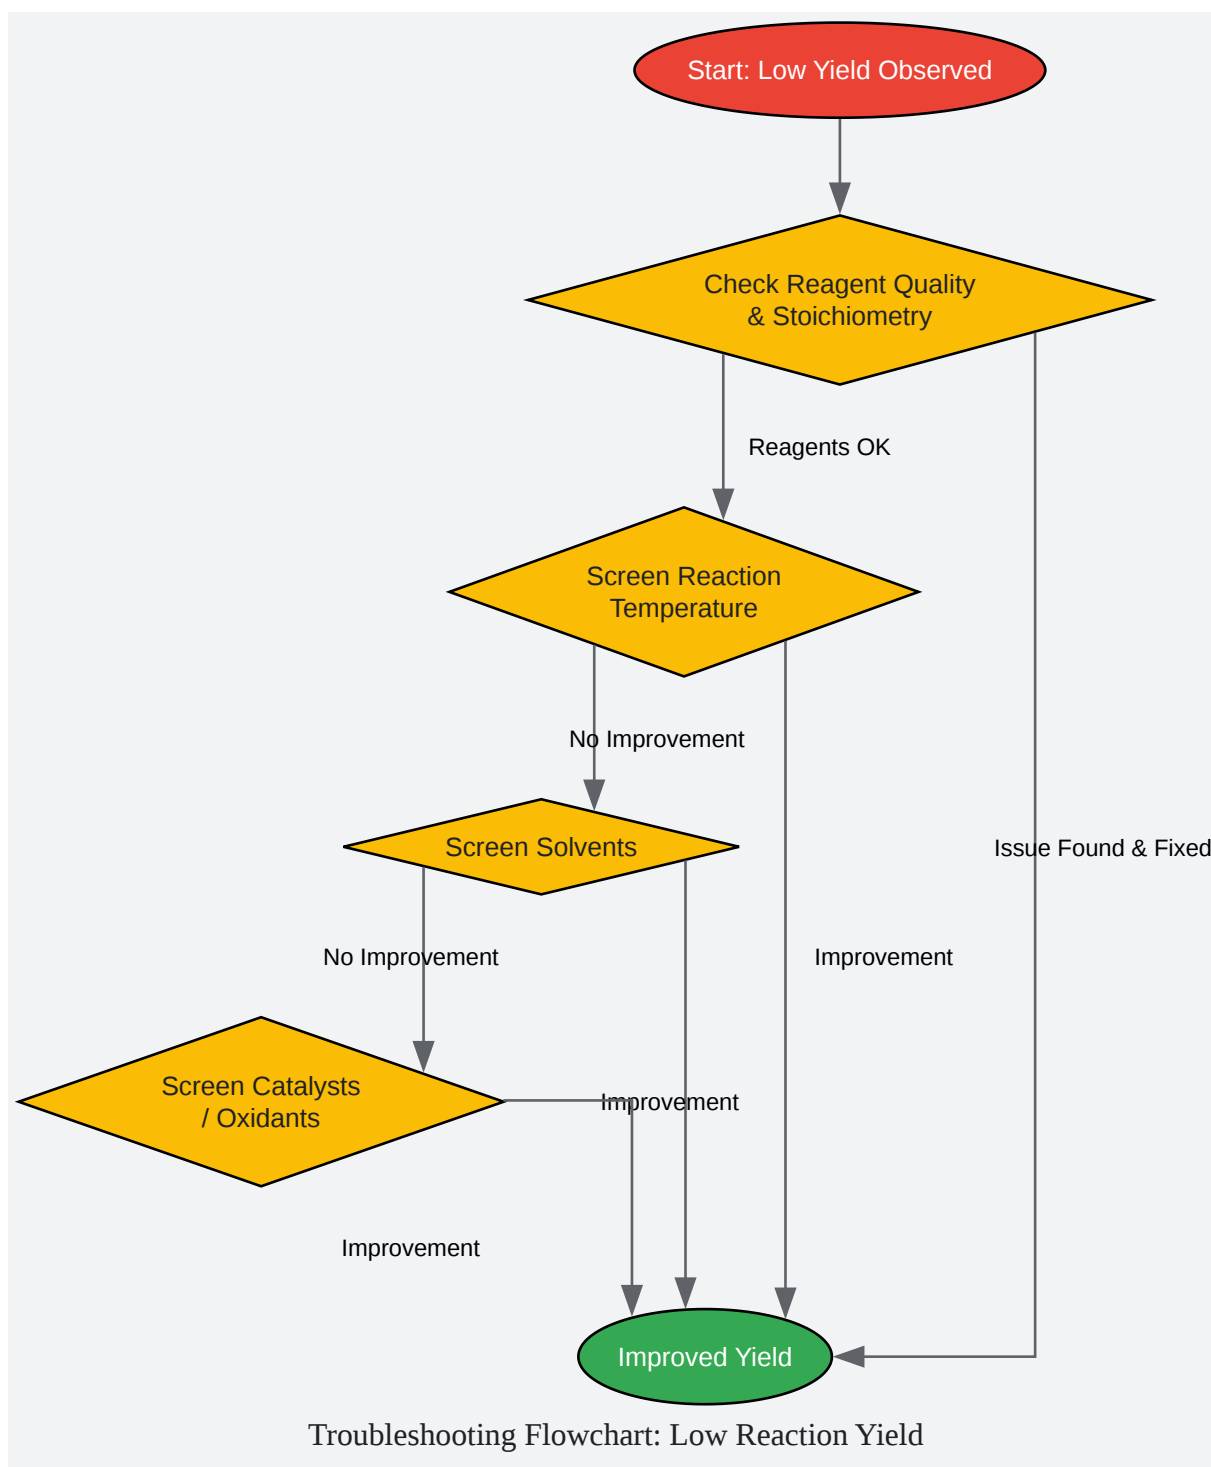 Start: Low Yield Observed
Check Reagent Quality
& Stoichiometry
Reagents OK
Screen Reaction
Temperature
No Improvement
Screen Solvents
Issue Found & Fixed
No Improvement
Improvement
Screen Catalysts
/ Oxidants
Improvement
Improvement
Improved Yield
Troubleshooting Flowchart: Low Reaction Yield